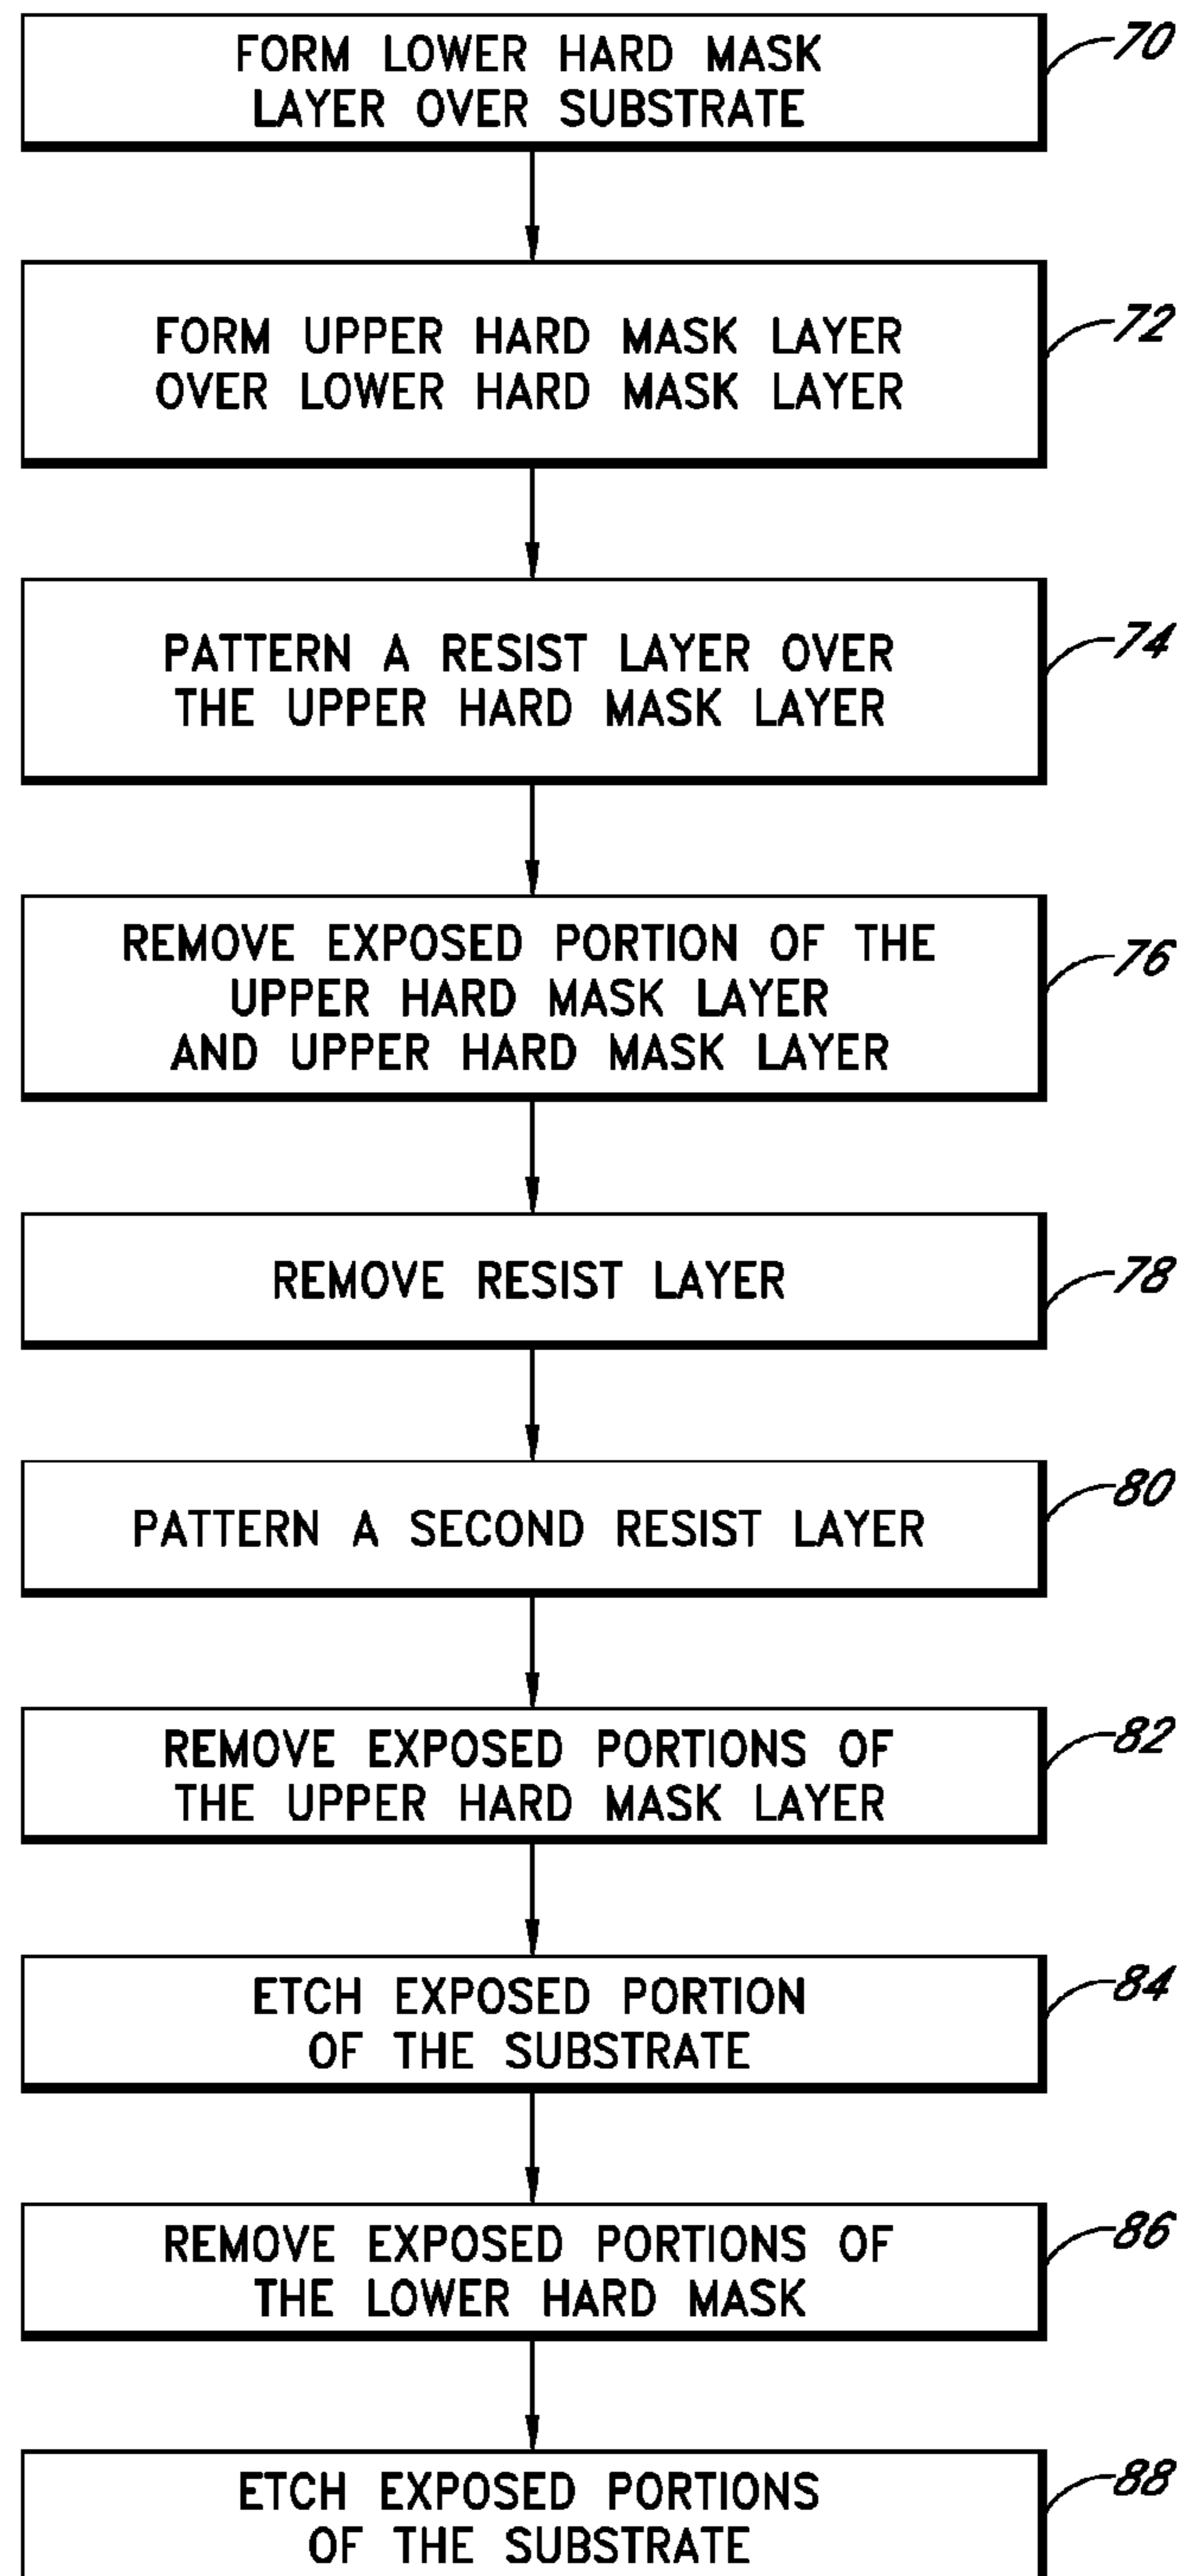 FORM LOWER HARD MASK
LAYER OVER SUBSTRATE
70
FORM UPPER HARD MASK LAYER
OVER LOWER HARD MASK LAYER
72
PATTERN A RESIST LAYER OVER
THE UPPER HARD MASK LAYER
74
REMOVE EXPOSED PORTION OF THE
UPPER HARD MASK LAYER
AND UPPER HARD MASK LAYER
76
REMOVE RESIST LAYER
78
PATTERN A SECOND RESIST LAYER
80
REMOVE EXPOSED PORTIONS OF
THE UPPER HARD MASK LAYER
82
ETCH EXPOSED PORTION
OF THE SUBSTRATE
84
REMOVE EXPOSED PORTIONS OF
THE LOWER HARD MASK
86
ETCH EXPOSED PORTIONS
OF THE SUBSTRATE
88